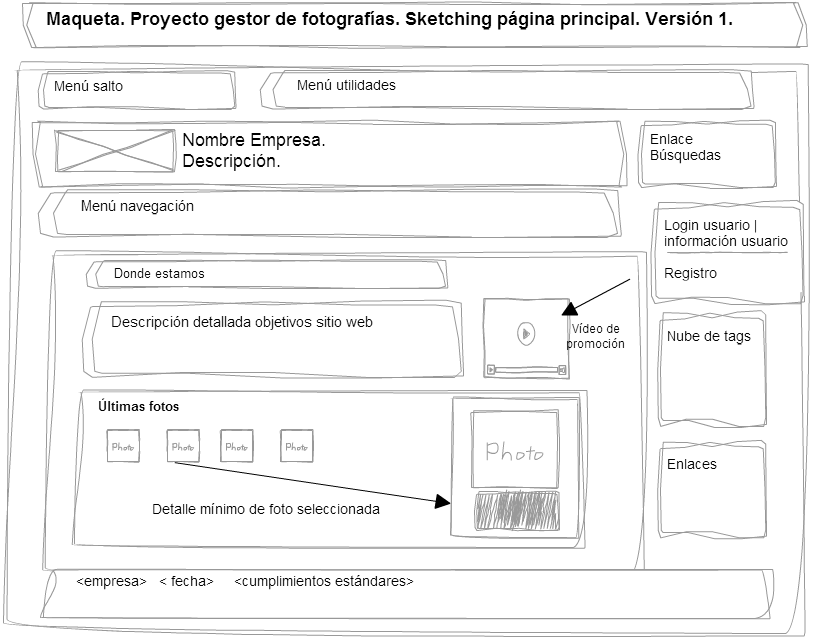 Maqueta. Proyecto gestor de fotografías. Sketching página principal. Versión 1.
Menú salto
Menú utilidades
Nombre Empresa.
Descripción.
Enlace
Búsquedas
Menú navegación
Login usuario |
información usuario
Registro
Donde estamos
Descripción detallada objetivos sitio web
Vídeo de
promoción
Nube de tags
Últimas fotos
Photo
Photo
Photo
Photo
Photo
Detalle mínimo de foto seleccionada
Enlaces
<empresa> < fecha> <cumplimientos estándares>